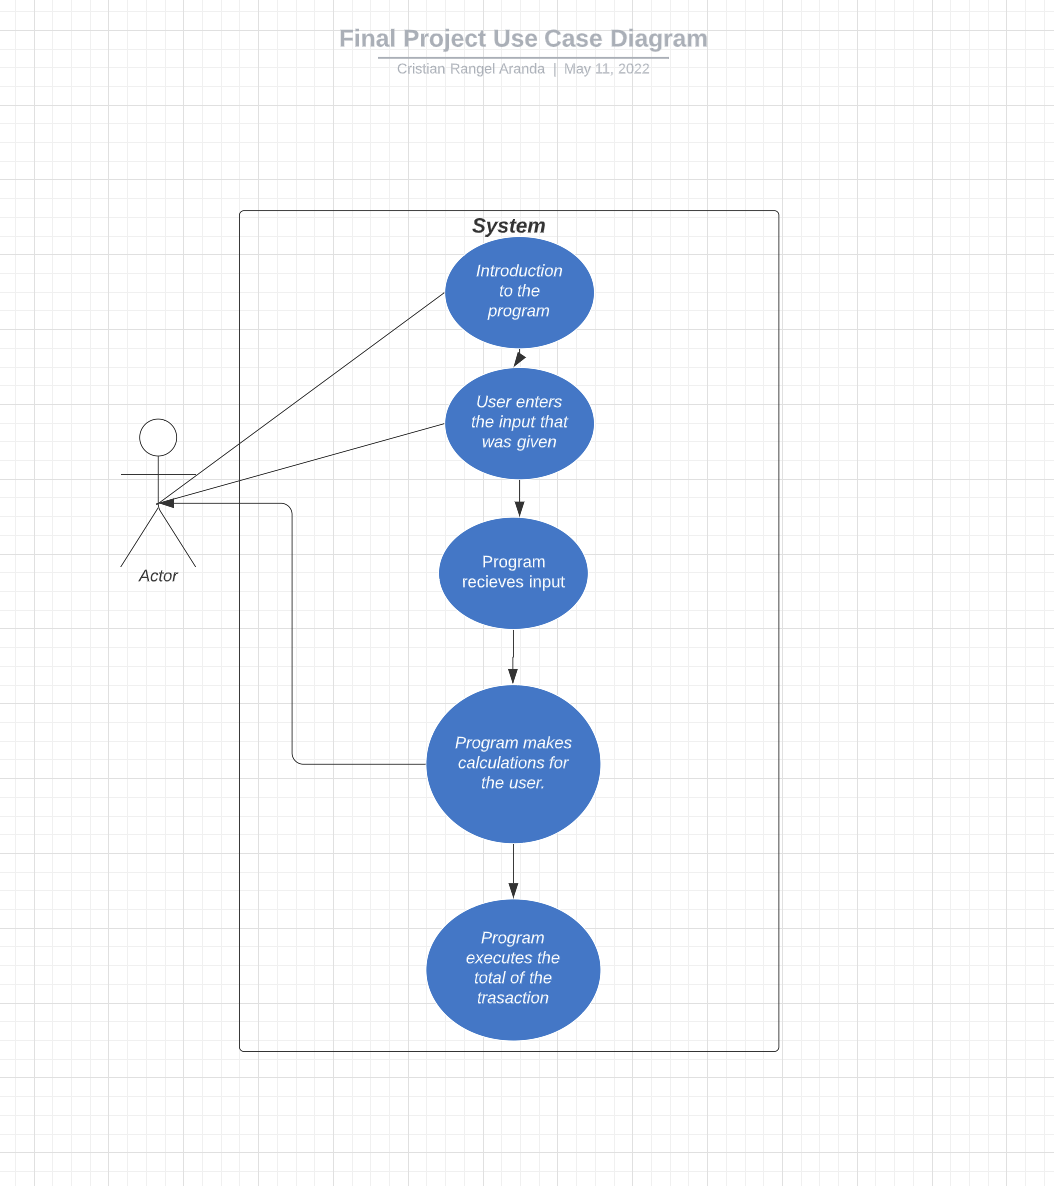 Final Project Use Case Diagram
Cristian Rangel Aranda | May 11, 2022
System
Introduction
to the
program
User enters
the input that
was given
Actor
Program
recieves input
Program makes
calculations for
the user.
Program
executes the
total of the
trasaction